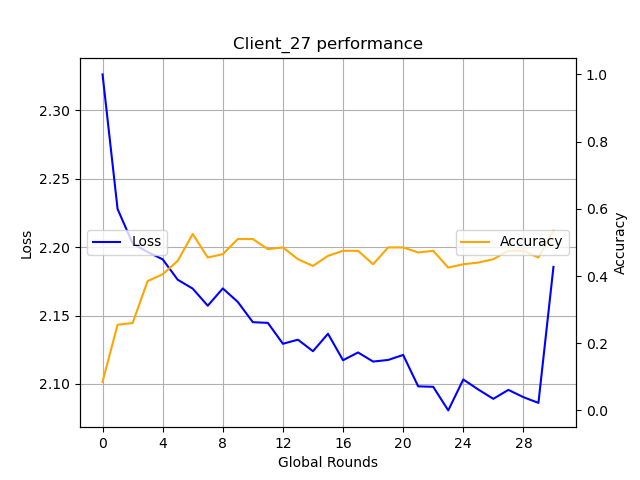 Client_27 performance
Loss
2.30
2.25
2.20
2.15
2.10
Loss
Accuracy
1.0
0.8
0.6
0.4
0.2
0.0
Accuracy
0 4 8 12 16 20 24 28
Global Rounds